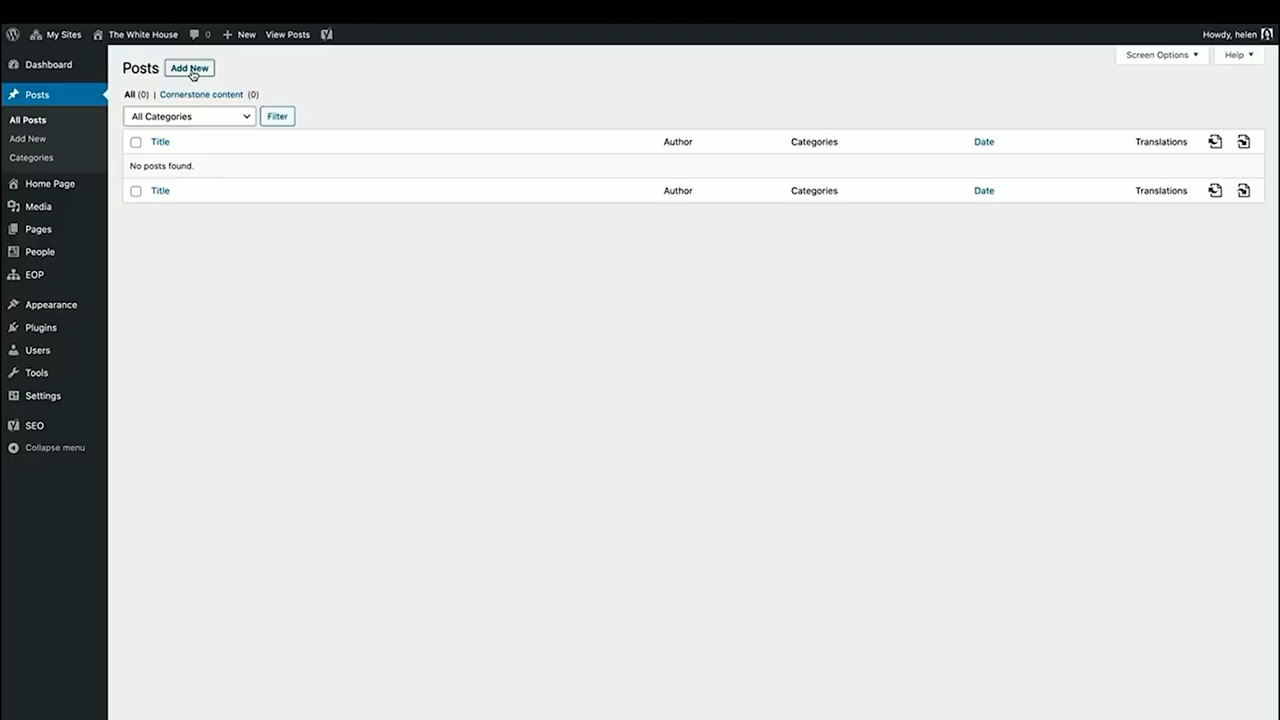 My Sites The White House 0 New View Posts Howdy, helen
Screen Options Help
Dashboard
Posts
All Posts
Add New
Categories
Home Page
Media
Pages
People
EOP
Appearance
Plugins
Users
Tools
Settings
SEO
Collapse menu
Posts Add New
All (0) | Cornerstone content (0)
All Categories Filter
Title Author Categories Date Translations
No posts found.
Title Author Categories Date Translations